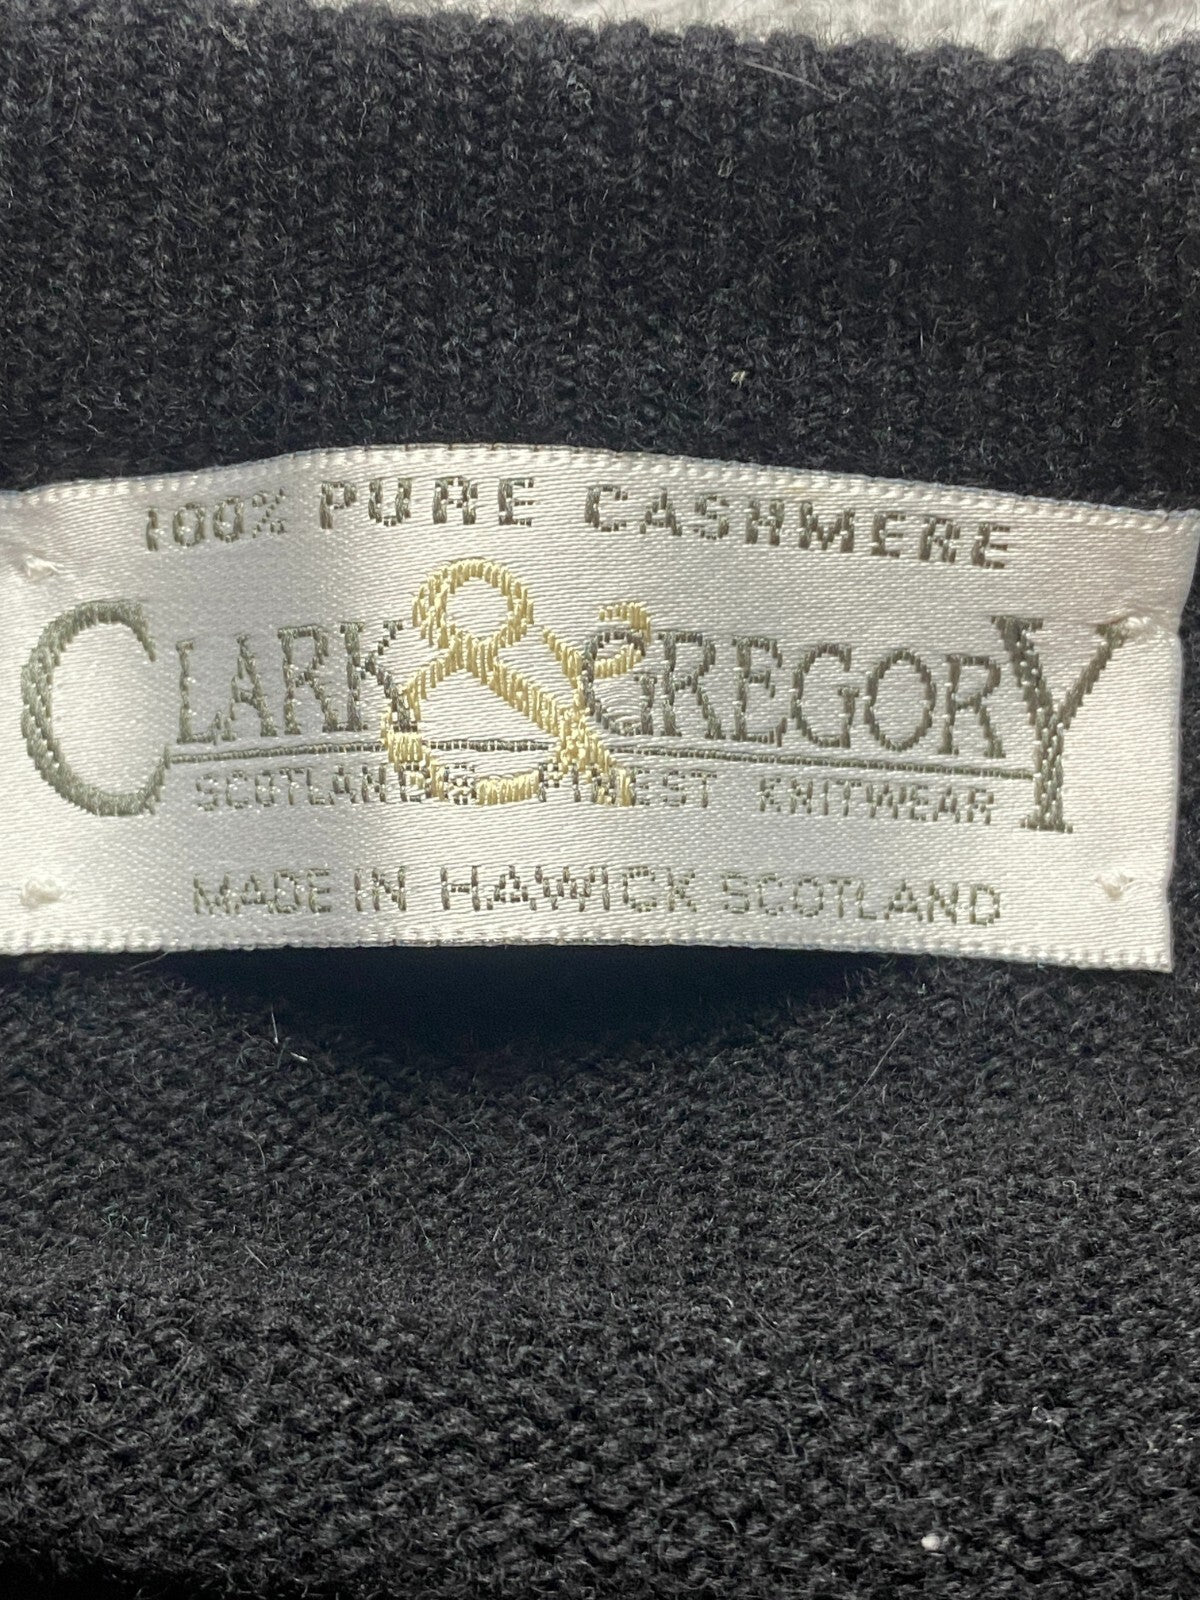 100% PURE CASHMERE
CLARK & GREGORY
SCOTLAND'S FINEST KNITWEAR
MADE IN HAWICK SCOTLAND